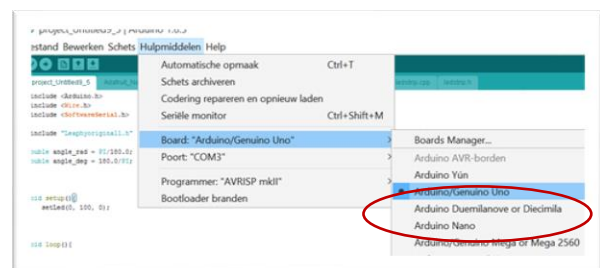 project_Untitled9_5 | Arduino 1.6.5
estand Bewerken Schets Hulpmiddelen Help
project_Untitled9_5
Automatische opmaak Ctrl+T
Schets archiveren
Codering repareren en opnieuw laden
Seriële monitor Ctrl+Shift+M
Board: "Arduino/Genuino Uno"
Poort: "COM3"
Programmer: "AVRISP mkII"
Bootloader branden
Boards Manager...
Arduino AVR-borden
Arduino Yún
Arduino/Genuino Uno
Arduino Duemilanove or Diecimila
Arduino Nano
Arduino/Genuino Mega or Mega 2560
include <Arduino.h>
include <Wire.h>
include <SoftwareSerial.h>
include "Leaphyoriginal1.h"
ouble angle_rad = PI/180.0;
ouble angle_deg = 180.0/PI;
oid setup(){
setLed(0, 100, 0);
oid loop(){